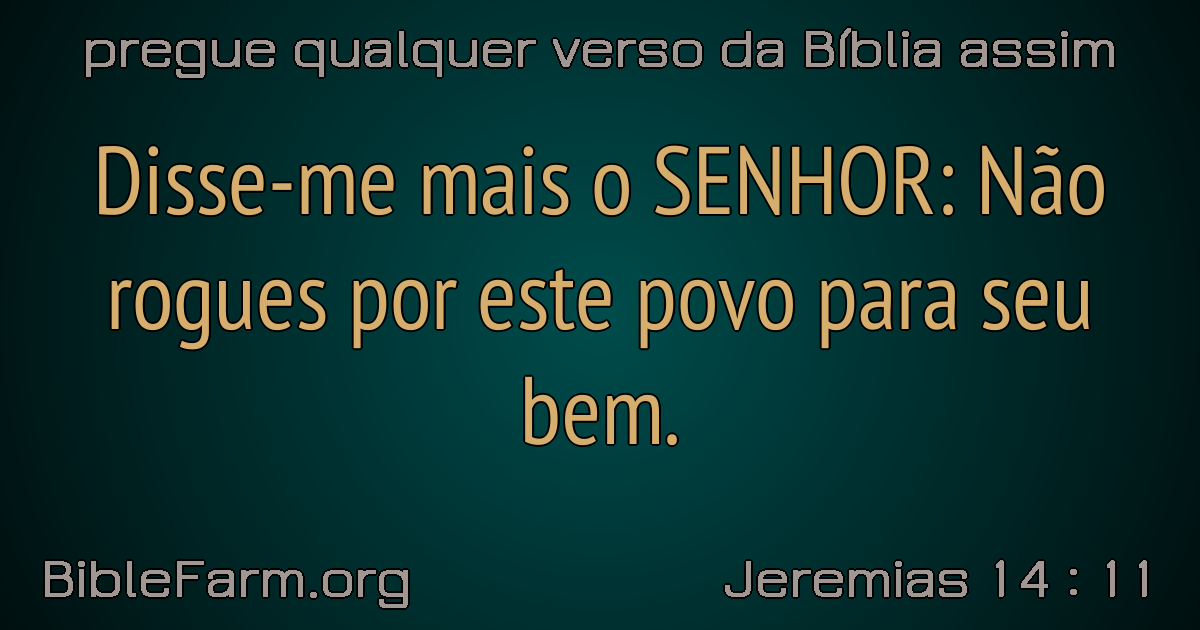 pregue qualquer verso da Bíblia assim
Disse-me mais o SENHOR: Não
rogues por este povo para seu
bem.
BibleFarm.org
Jeremias 14 : 11